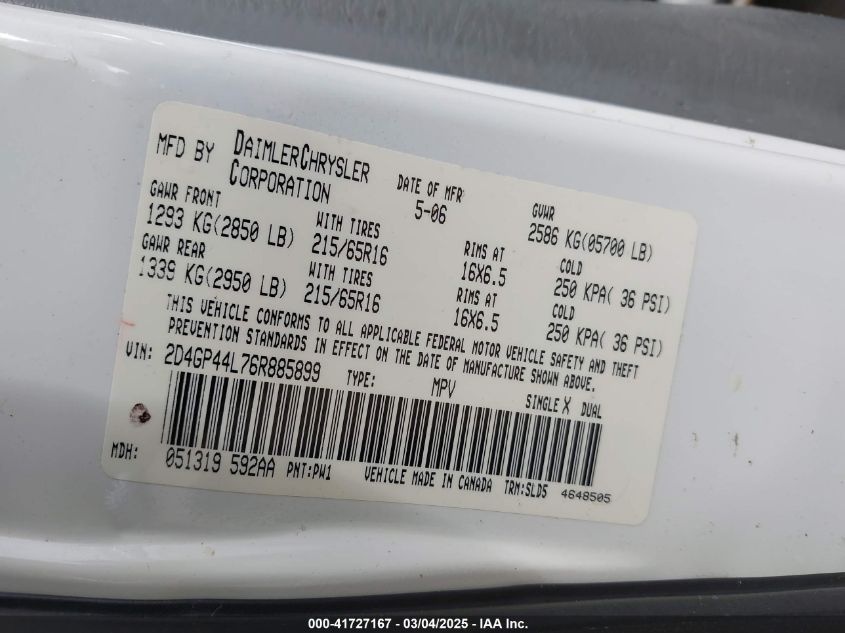 MFD BY DAIMLERCHRYSLER CORPORATION
DATE OF MFR 5-06
GVWR 2586 KG(05700 LB)
GAWR FRONT
1293 KG(2850 LB) WITH TIRES 215/65R16 RIMS AT 16X6.5 COLD 250 KPA( 36 PSI)
GAWR REAR
1339 KG(2950 LB) WITH TIRES 215/65R16 RIMS AT 16X6.5 COLD 250 KPA( 36 PSI)
THIS VEHICLE CONFORMS TO ALL APPLICABLE FEDERAL MOTOR VEHICLE SAFETY AND THEFT
PREVENTION STANDARDS IN EFFECT ON THE DATE OF MANUFACTURE SHOWN ABOVE.
VIN: 2D4GP44L76R885899 TYPE: MPV SINGLE X DUAL
MDH: 051319 592AA PNT:PW1 VEHICLE MADE IN CANADA TRM:SLD5 4648505
000-41727167 - 03/04/2025 - IAA Inc.